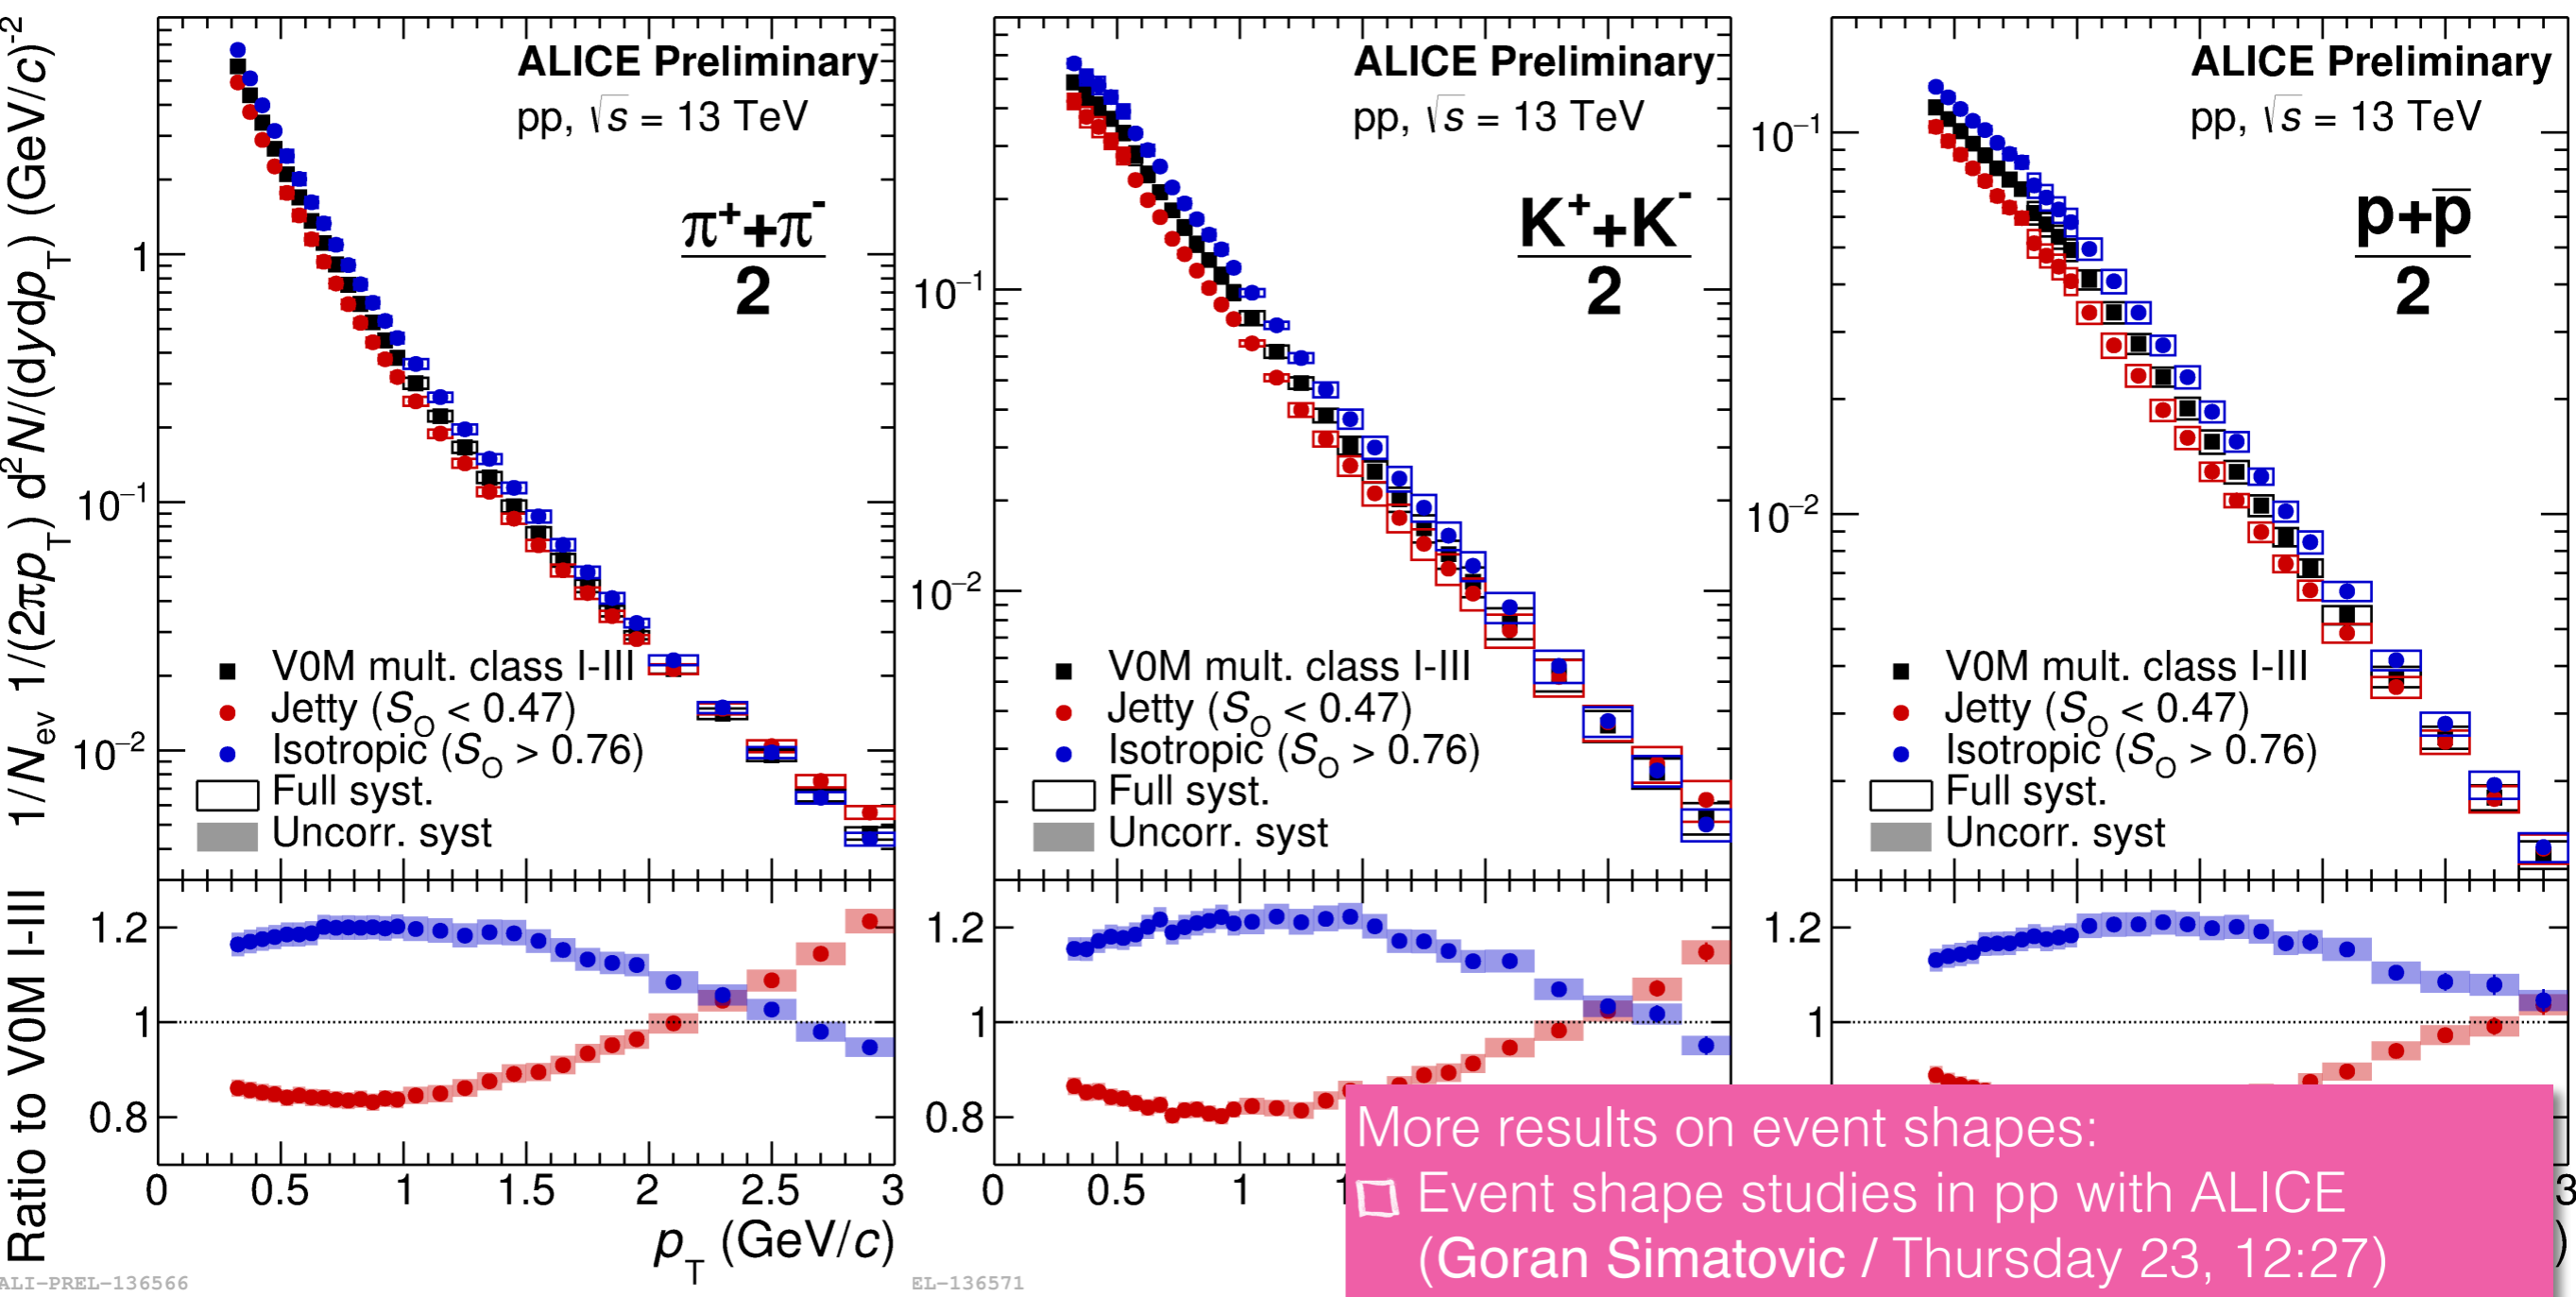 1/N_ev 1/(2πp_T) d²N/(dydp_T) (GeV/c)⁻²
Ratio to V0M I-III
ALICE Preliminary
pp, √s = 13 TeV
π⁺+π⁻
2
1
10⁻¹
10⁻²
V0M mult. class I-III
Jetty (S_O < 0.47)
Isotropic (S_O > 0.76)
Full syst.
Uncorr. syst
1.2
1
0.8
0 0.5 1 1.5 2 2.5 3
p_T (GeV/c)
ALI-PREL-136566
ALICE Preliminary
pp, √s = 13 TeV
K⁺+K⁻
2
10⁻¹
10⁻²
V0M mult. class I-III
Jetty (S_O < 0.47)
Isotropic (S_O > 0.76)
Full syst.
Uncorr. syst
1.2
1
0.8
0 0.5 1 1
EL-136571
ALICE Preliminary
pp, √s = 13 TeV
p+p̅
2
10⁻¹
10⁻²
V0M mult. class I-III
Jetty (S_O < 0.47)
Isotropic (S_O > 0.76)
Full syst.
Uncorr. syst
1.2
1
3
)
More results on event shapes:
Event shape studies in pp with ALICE
(Goran Simatovic / Thursday 23, 12:27)